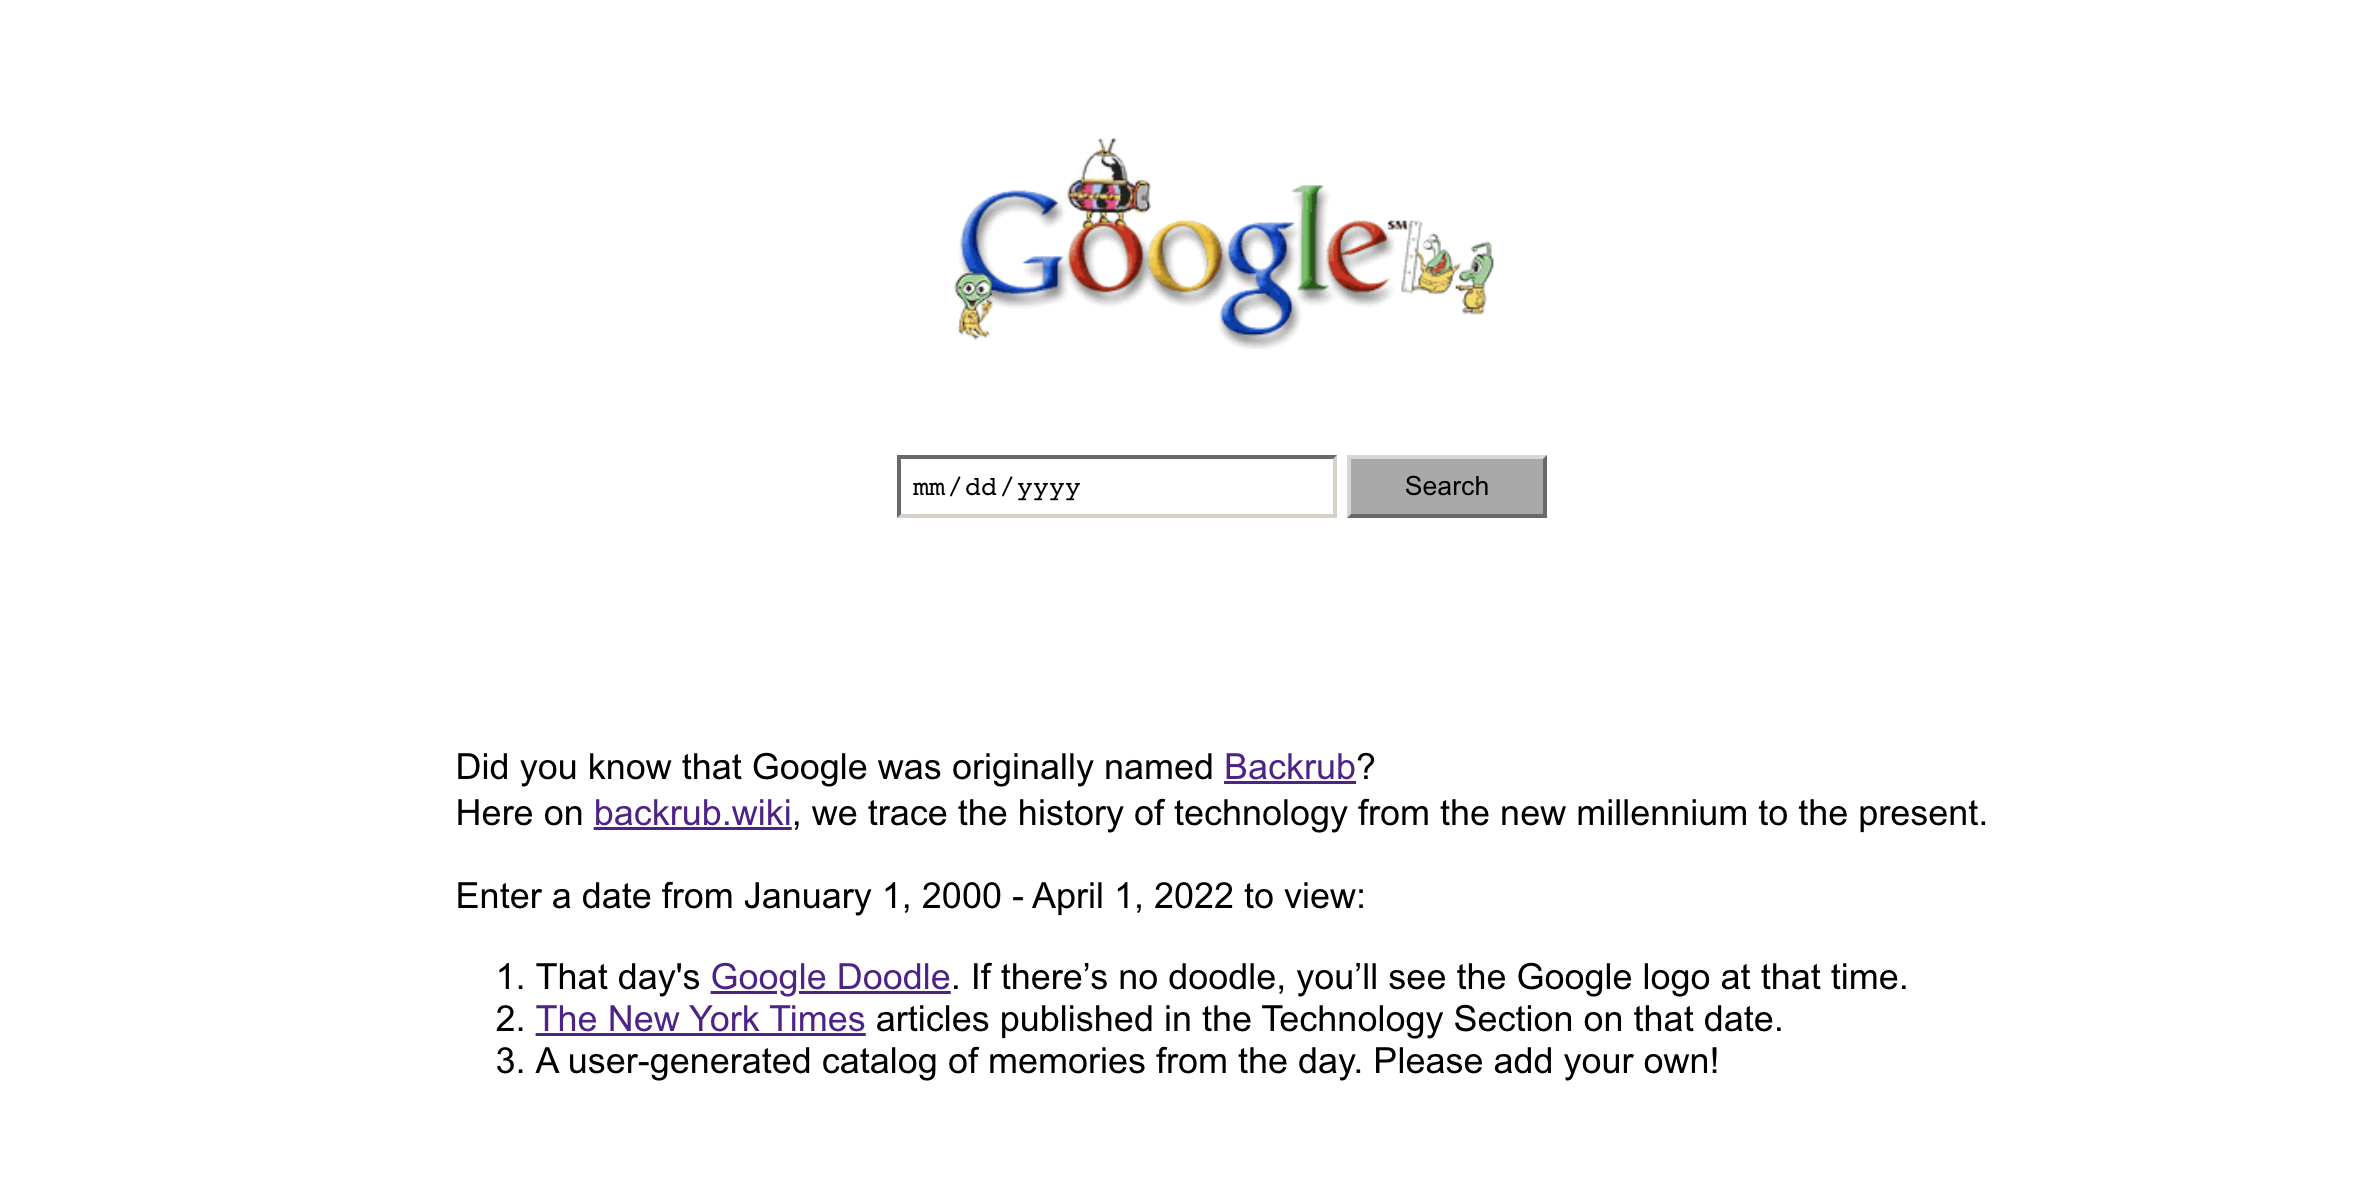 Google SM
mm/dd/yyyy Search
Did you know that Google was originally named Backrub?
Here on backrub.wiki, we trace the history of technology from the new millennium to the present.
Enter a date from January 1, 2000 - April 1, 2022 to view:
1. That day's Google Doodle. If there’s no doodle, you’ll see the Google logo at that time.
2. The New York Times articles published in the Technology Section on that date.
3. A user-generated catalog of memories from the day. Please add your own!